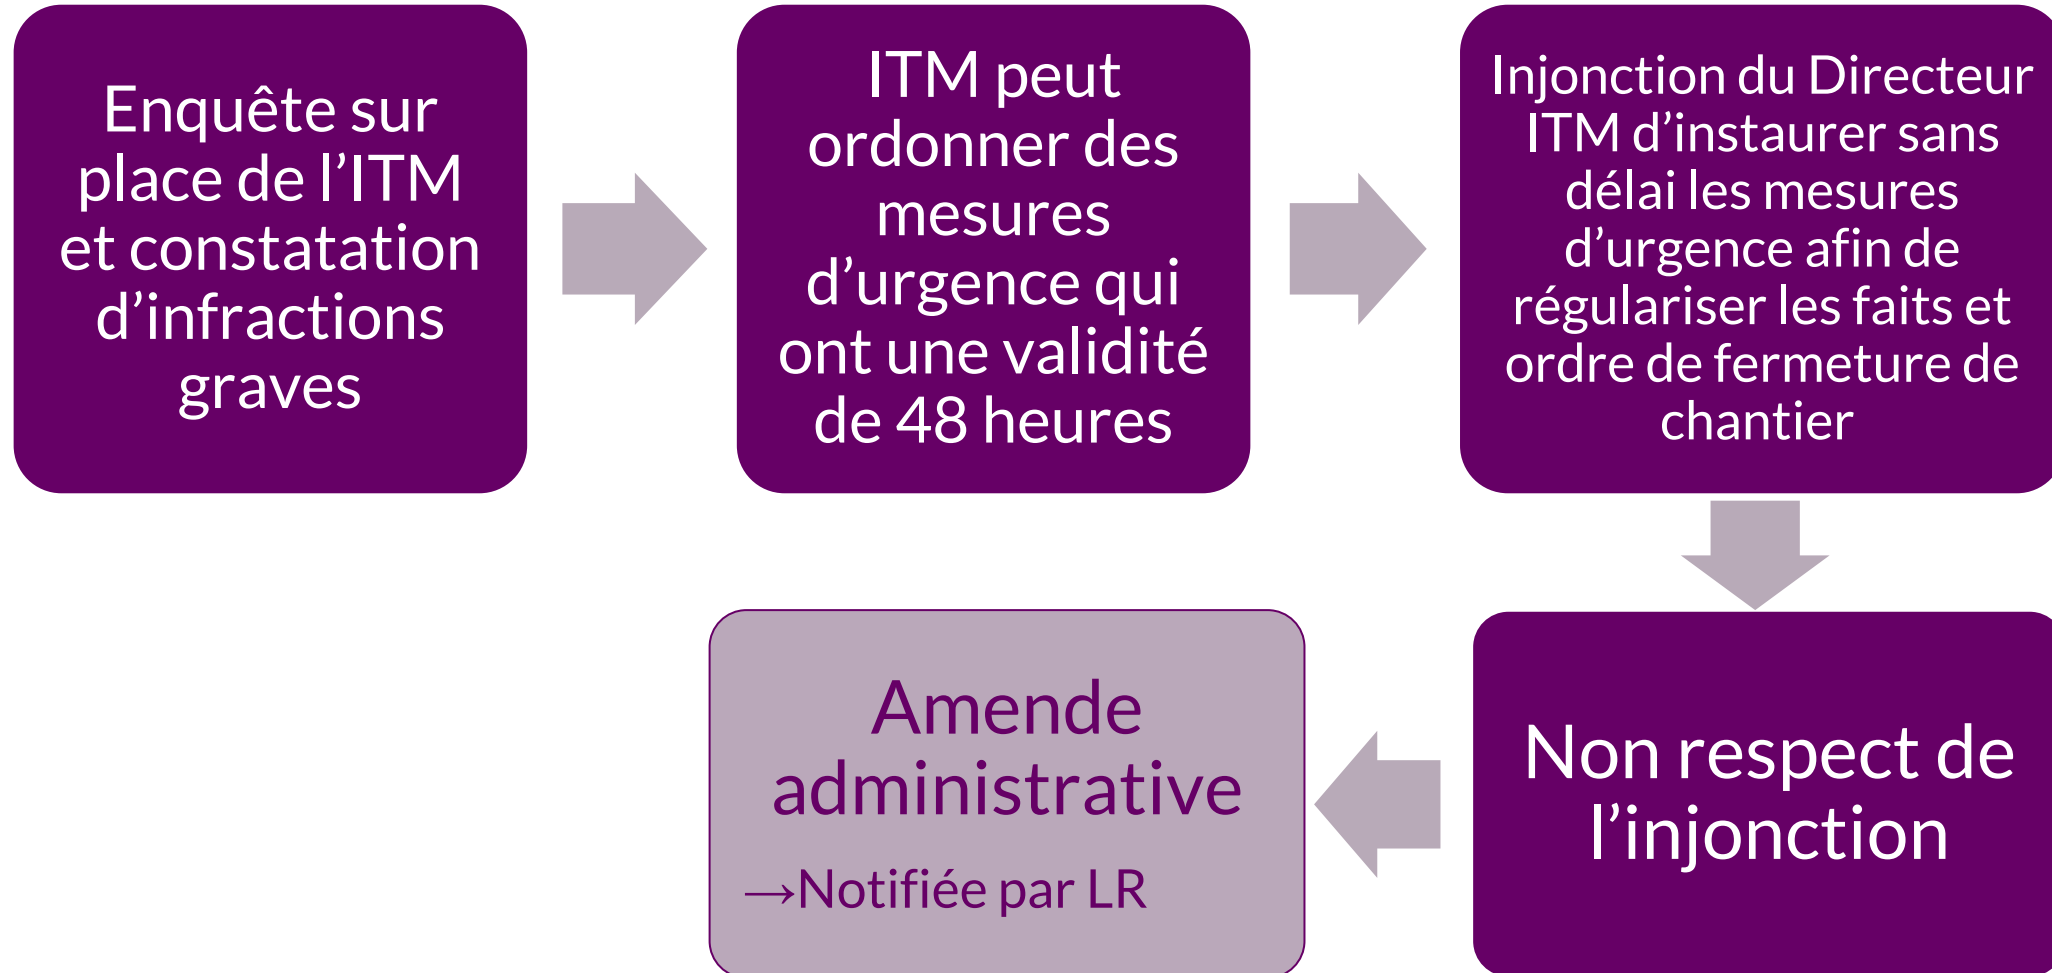 Enquête sur
place de l’ITM
et constatation
d’infractions
graves
ITM peut
ordonner des
mesures
d’urgence qui
ont une validité
de 48 heures
Injonction du Directeur
ITM d’instaurer sans
délai les mesures
d’urgence afin de
régulariser les faits et
ordre de fermeture de
chantier
Non respect de
l’injonction
Amende
administrative
→Notifiée par LR